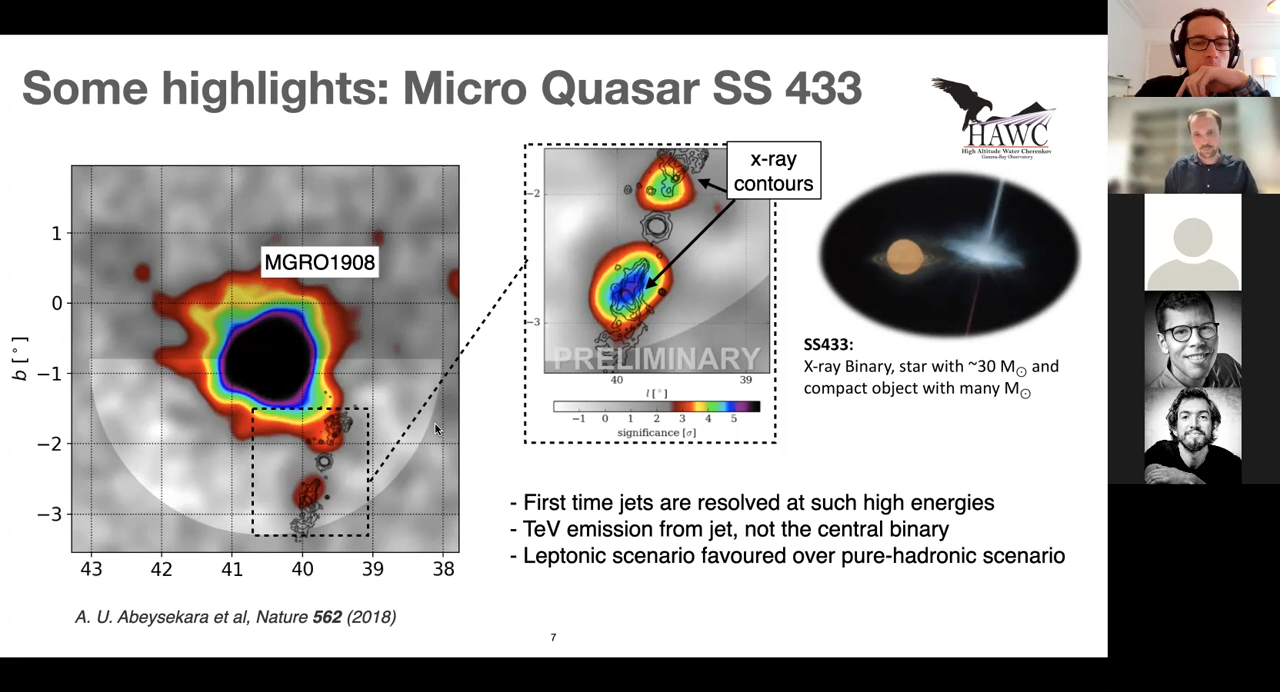 Some highlights: Micro Quasar SS 433
HAWC
High Altitude Water Cherenkov
Gamma-Ray Observatory
MGRO1908
1
0
−1
−2
−3
b [°]
43 42 41 40 39 38
x-ray
contours
−2
−3
PRELIMINARY
40 39
l [°]
−1 0 1 2 3 4 5
significance [σ]
SS433:
X-ray Binary, star with ~30 M☉ and
compact object with many M☉
- First time jets are resolved at such high energies
- TeV emission from jet, not the central binary
- Leptonic scenario favoured over pure-hadronic scenario
A. U. Abeysekara et al, Nature 562 (2018)
7